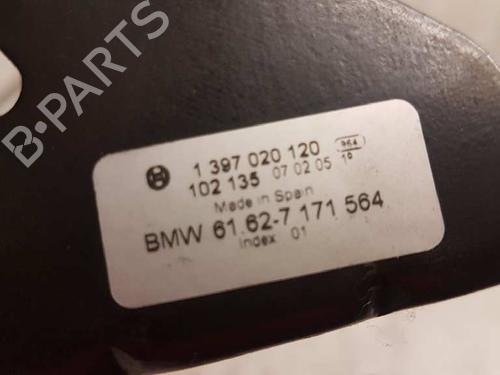 B-PARTS
1 397 020 120 964
102 135 07 02 05 10
Made in Spain
BMW 61.62-7 171 564
Index 01